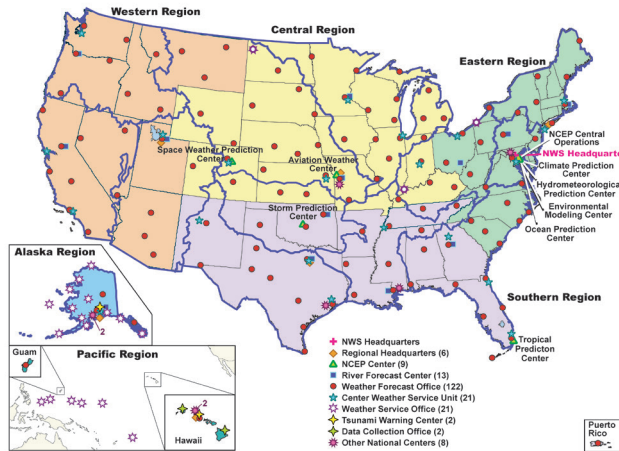 Western Region
Central Region
Eastern Region
NCEP Central
Operations
NWS Headquarte
Climate Prediction
Center
Hydrometeorological
Prediction Center
Environmental
Modeling Center
Ocean Prediction
Center
Space Weather Prediction
Center
Aviation Weather
Center
Storm Prediction
Center
Alaska Region
2
Southern Region
Tropical
Predicton
Center
Guam
Pacific Region
2
Hawaii
NWS Headquarters
Regional Headquarters (6)
NCEP Center (9)
River Forecast Center (13)
Weather Forecast Office (122)
Center Weather Service Unit (21)
Weather Service Office (21)
Tsunami Warning Center (2)
Data Collection Office (2)
Other National Centers (8)
Puerto
Rico